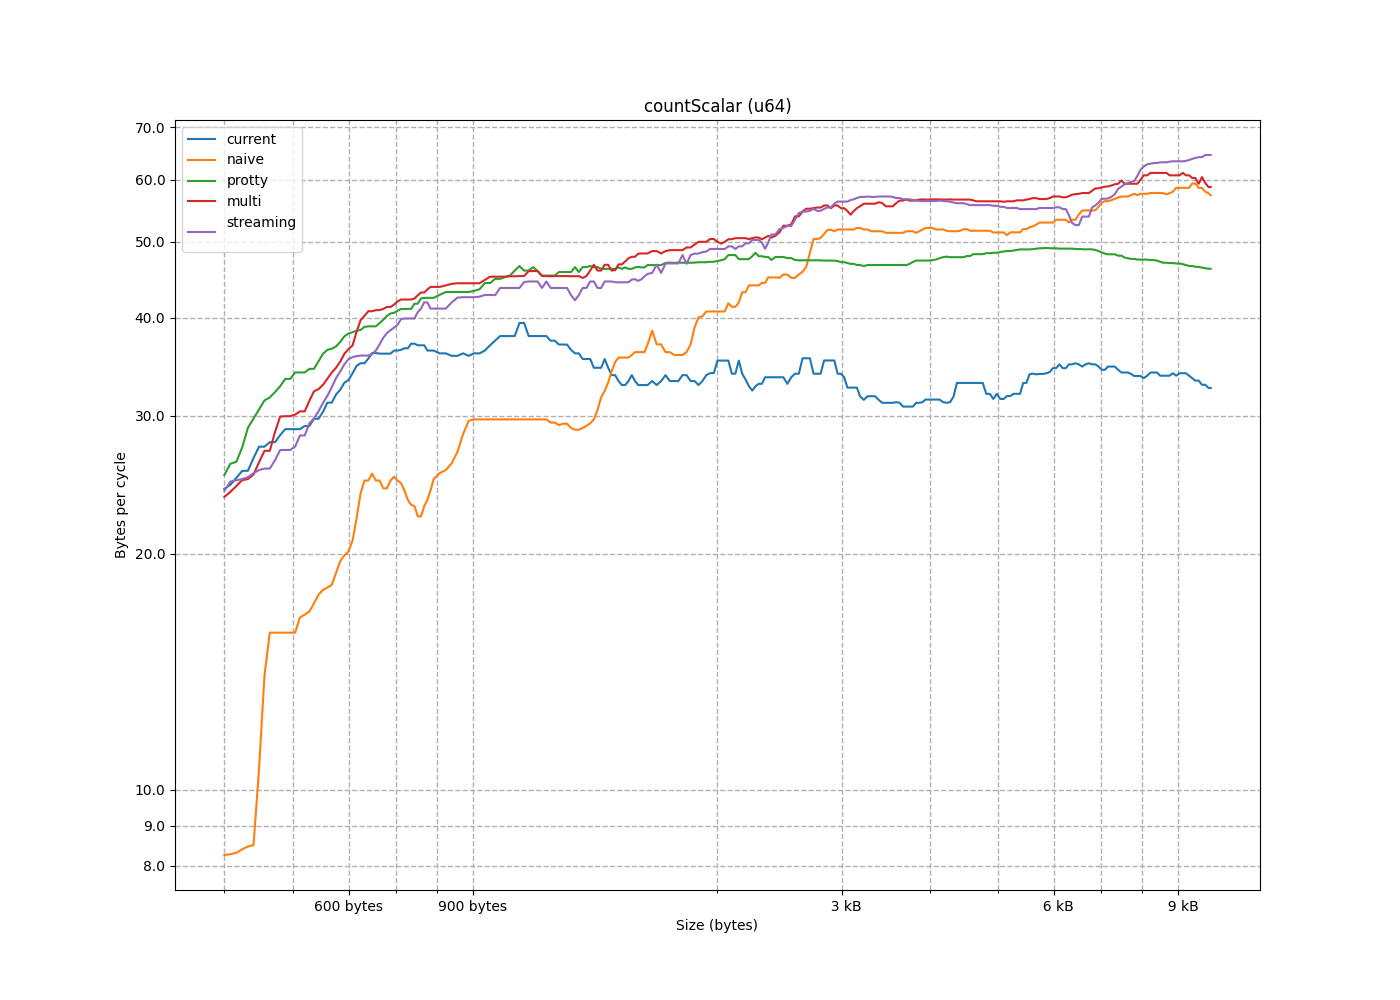 countScalar (u64)
70.0
60.0
50.0
40.0
30.0
20.0
10.0
9.0
8.0
current
naive
protty
multi
streaming
Bytes per cycle
600 bytes
900 bytes
3 kB
6 kB
9 kB
Size (bytes)